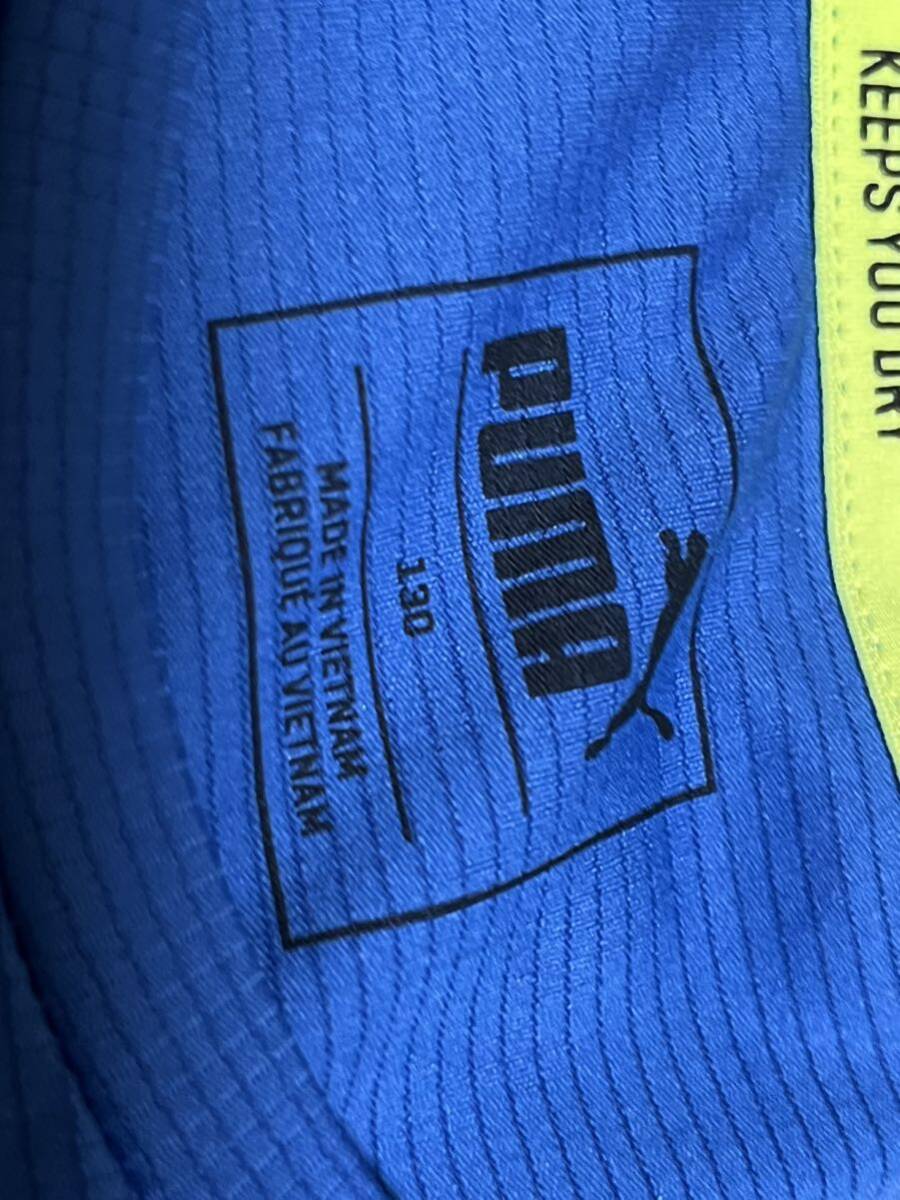 KEEPS YOU DRY
PUMA
130
MADE IN VIETNAM
FABRIQUÉ AU VIETNAM